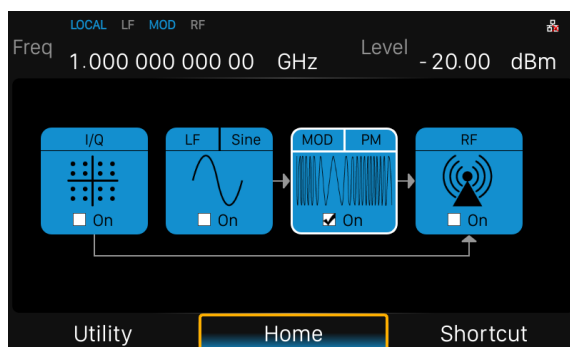 LOCAL LF MOD RF
Freq 1.000 000 000 00 GHz Level - 20.00 dBm
I/Q LF Sine MOD PM RF
On On On On
Utility Home Shortcut